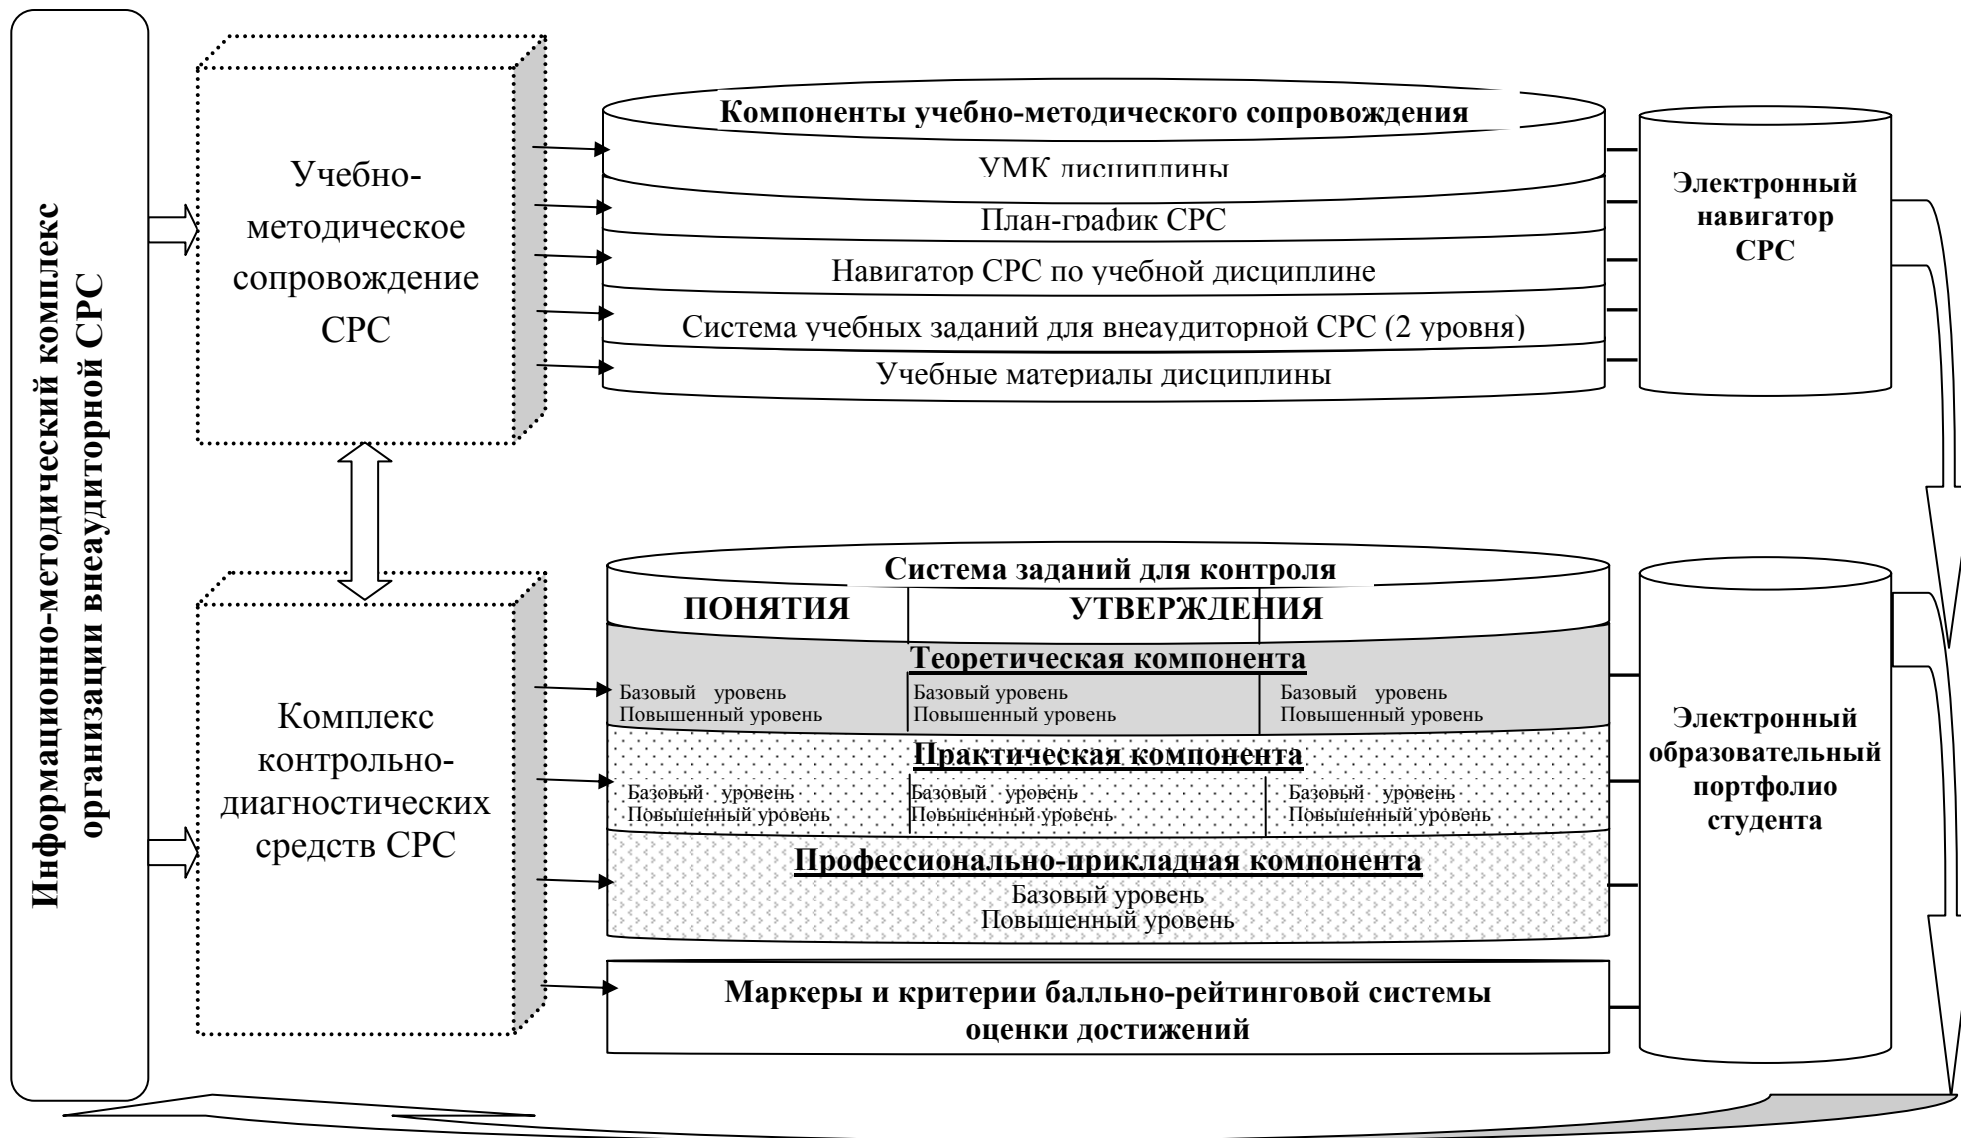 Информационно-методический комплекс
организации внеаудиторной СРС
Учебно-
методическое
сопровождение
СРС
Компоненты учебно-методического сопровождения
УМК дисциплины
План-график СРС
Навигатор СРС по учебной дисциплине
Система учебных заданий для внеаудиторной СРС (2 уровня)
Учебные материалы дисциплины
Электронный
навигатор
СРС
Комплекс
контрольно-
диагностических
средств СРС
Система заданий для контроля
ПОНЯТИЯ УТВЕРЖДЕНИЯ
Теоретическая компонента
Базовый уровень Базовый уровень Базовый уровень
Повышенный уровень Повышенный уровень Повышенный уровень
Практическая компонента
Базовый уровень Базовый уровень Базовый уровень
Повышенный уровень Повышенный уровень Повышенный уровень
Профессионально-прикладная компонента
Базовый уровень
Повышенный уровень
Маркеры и критерии балльно-рейтинговой системы
оценки достижений
Электронный
образовательный
портфолио
студента